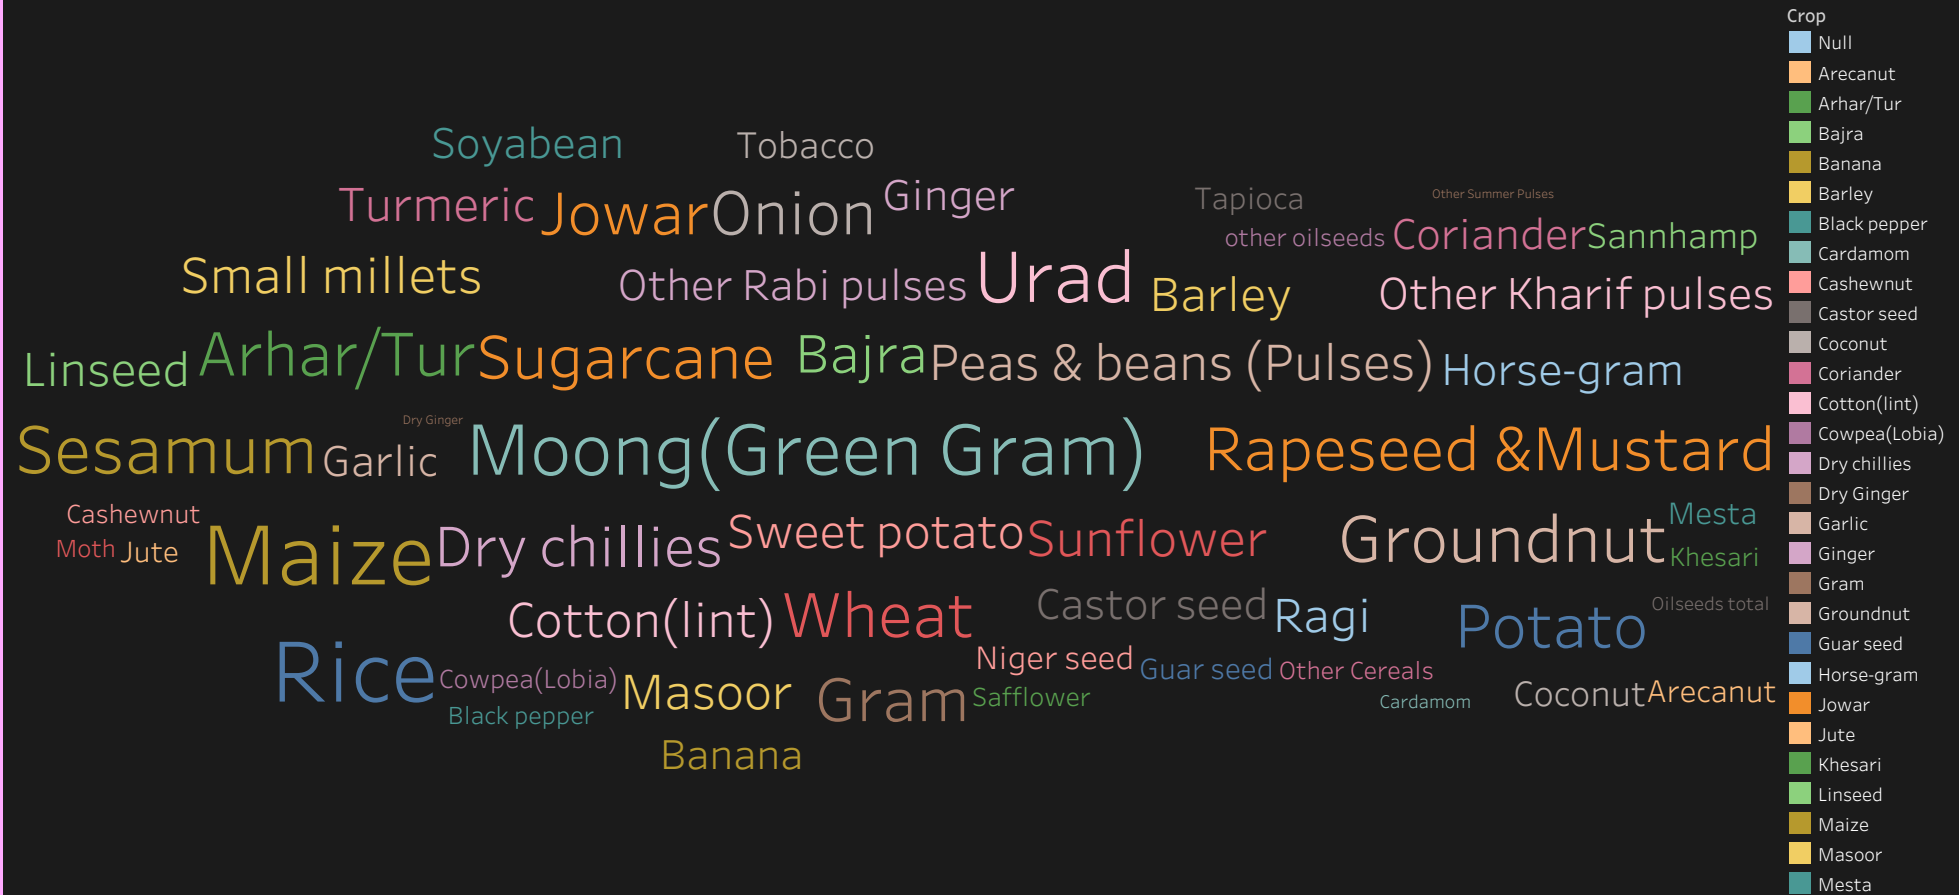 Soyabean Tobacco
Turmeric Jowar Onion Ginger Tapioca Other Summer Pulses
other oilseeds Coriander Sannhamp
Small millets Other Rabi pulses Urad Barley Other Kharif pulses
Linseed Arhar/Tur Sugarcane Bajra Peas & beans (Pulses) Horse-gram
Dry Ginger
Sesamum Garlic Moong(Green Gram) Rapeseed &Mustard
Cashewnut Mesta
Moth Jute Maize Dry chillies Sweet potato Sunflower Groundnut Khesari
Cotton(lint) Wheat Castor seed Ragi Potato Oilseeds total
Rice Cowpea(Lobia) Niger seed Guar seed Other Cereals
Black pepper Masoor Gram Safflower Cardamom Coconut Arecanut
Banana
Crop
Null
Arecanut
Arhar/Tur
Bajra
Banana
Barley
Black pepper
Cardamom
Cashewnut
Castor seed
Coconut
Coriander
Cotton(lint)
Cowpea(Lobia)
Dry chillies
Dry Ginger
Garlic
Ginger
Gram
Groundnut
Guar seed
Horse-gram
Jowar
Jute
Khesari
Linseed
Maize
Masoor
Mesta